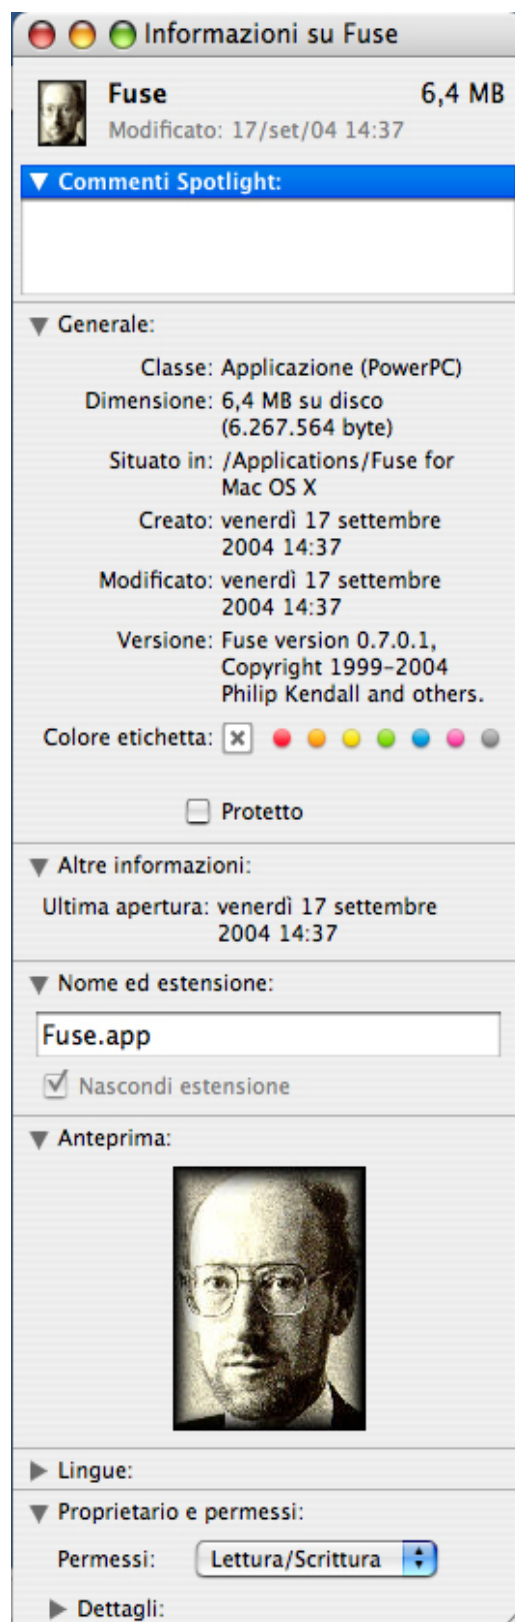 Informazioni su Fuse
Fuse 6,4 MB
Modificato: 17/set/04 14:37
Commenti Spotlight:
Generale:
Classe: Applicazione (PowerPC)
Dimensione: 6,4 MB su disco
(6.267.564 byte)
Situato in: /Applications/Fuse for
Mac OS X
Creato: venerdì 17 settembre
2004 14:37
Modificato: venerdì 17 settembre
2004 14:37
Versione: Fuse version 0.7.0.1,
Copyright 1999–2004
Philip Kendall and others.
Colore etichetta:
Protetto
Altre informazioni:
Ultima apertura: venerdì 17 settembre
2004 14:37
Nome ed estensione:
Fuse.app
Nascondi estensione
Anteprima:
Lingue:
Proprietario e permessi:
Permessi: Lettura/Scrittura
Dettagli: